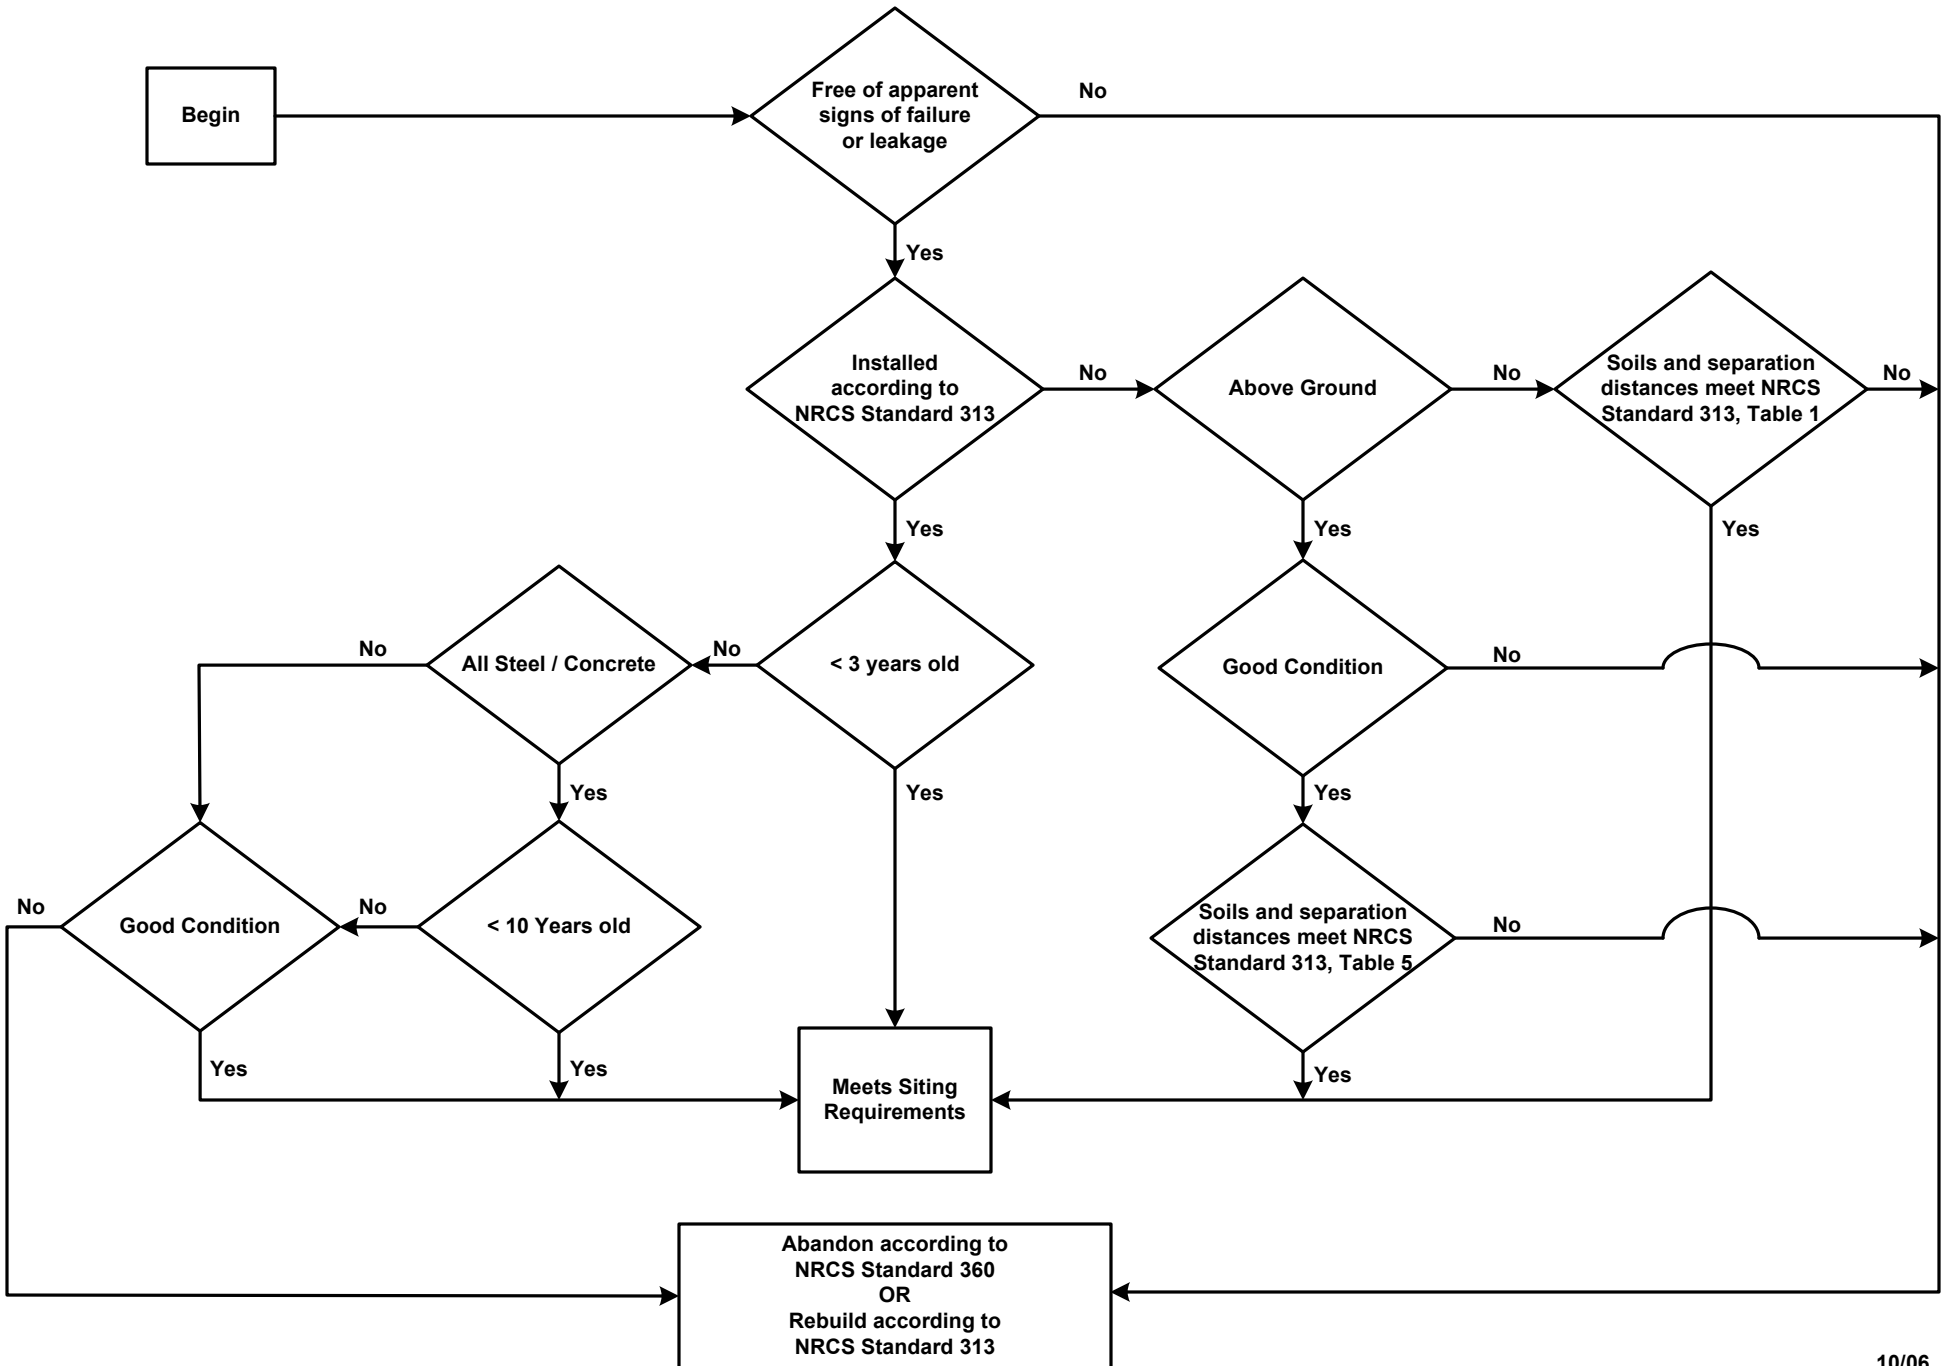 Begin
Free of apparent
signs of failure
or leakage
No
Yes
Installed
according to
NRCS Standard 313
No
Above Ground
No
Soils and separation
distances meet NRCS
Standard 313, Table 1
No
Yes
Yes
Yes
No
All Steel / Concrete
No
< 3 years old
Good Condition
No
Yes
Yes
Yes
No
Good Condition
No
< 10 Years old
Soils and separation
distances meet NRCS
Standard 313, Table 5
No
Yes
Yes
Yes
Meets Siting
Requirements
Abandon according to
NRCS Standard 360
OR
Rebuild according to
NRCS Standard 313
10/06